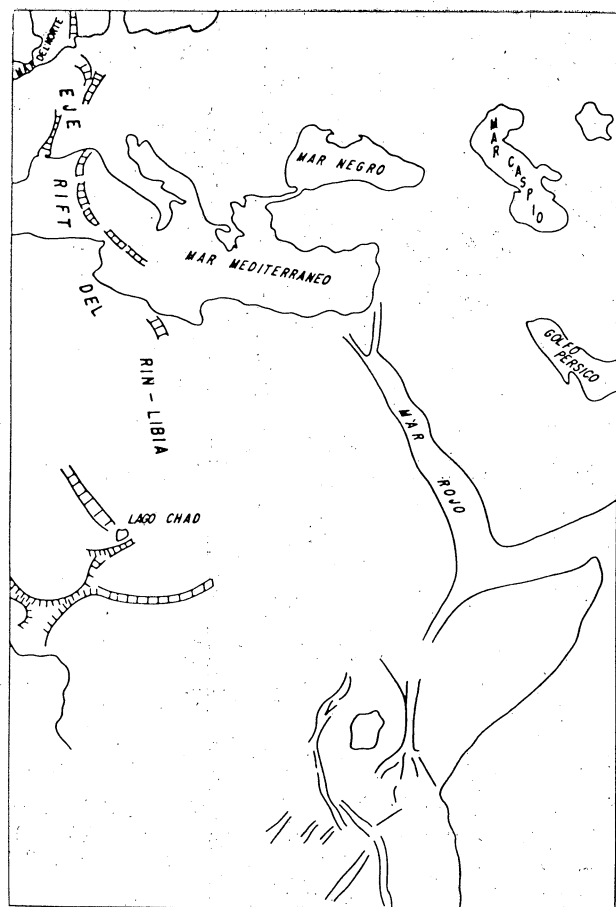 MAR DEL NORTE
EJE
RIFT
DEL
RIN-LIBIA
MAR NEGRO
MAR CASPIO
MAR MEDITERRANEO
GOLFO
PERSICO
MAR ROJO
LAGO CHAD